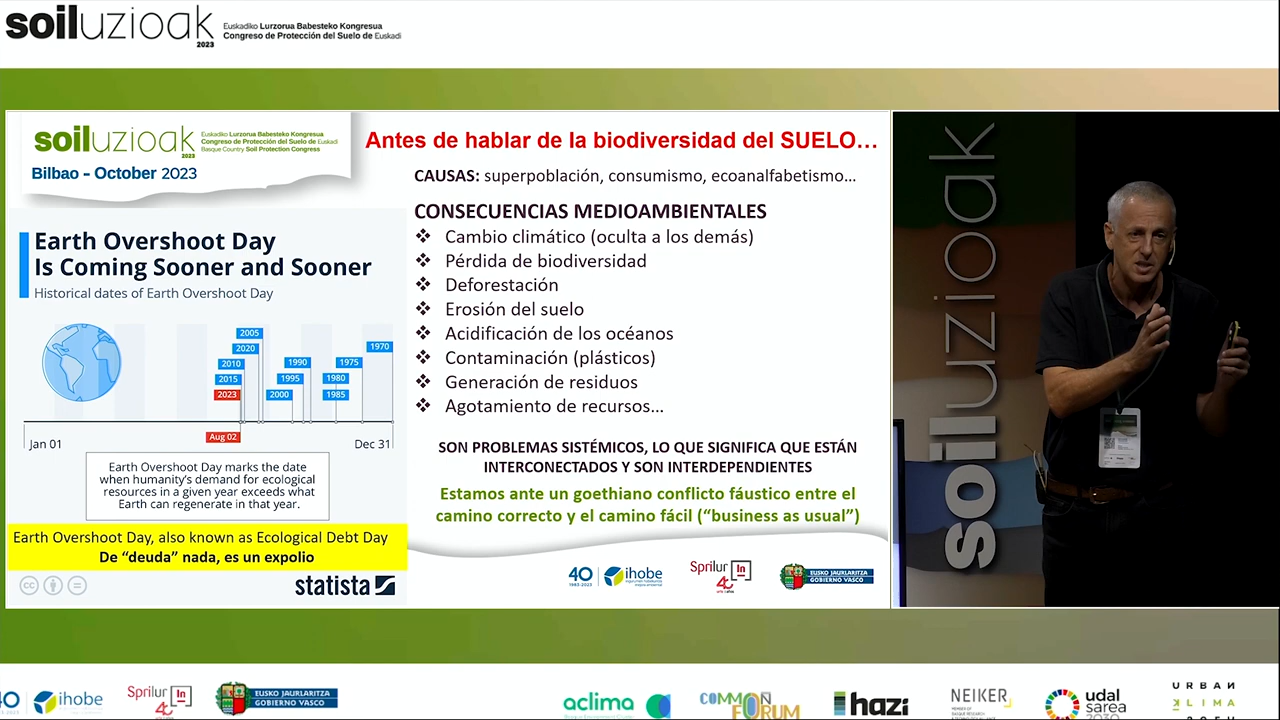 soiluzioak
2023
Euskadiko Lurzorua Babesteko Kongresua
Congreso de Protección del Suelo de Euskadi
soiluzioak
2023
Euskadiko Lurzorua Babesteko Kongresua
Congreso de Protección del Suelo de Euskadi
Basque Country Soil Protection Congress
Bilbao – October 2023
Antes de hablar de la biodiversidad del SUELO…
CAUSAS: superpoblación, consumismo, ecoanalfabetismo…
CONSECUENCIAS MEDIOAMBIENTALES
❖ Cambio climático (oculta a los demás)
❖ Pérdida de biodiversidad
❖ Deforestación
❖ Erosión del suelo
❖ Acidificación de los océanos
❖ Contaminación (plásticos)
❖ Generación de residuos
❖ Agotamiento de recursos…
SON PROBLEMAS SISTÉMICOS, LO QUE SIGNIFICA QUE ESTÁN
INTERCONECTADOS Y SON INTERDEPENDIENTES
Estamos ante un goethiano conflicto fáustico entre el
camino correcto y el camino fácil (“business as usual”)
Earth Overshoot Day
Is Coming Sooner and Sooner
Historical dates of Earth Overshoot Day
2005
2020
1970
2010
1990
1975
2015
1995
1980
2023
2000
1985
Aug 02
Jan 01
Dec 31
Earth Overshoot Day marks the date
when humanity's demand for ecological
resources in a given year exceeds what
Earth can regenerate in that year.
Earth Overshoot Day, also known as Ecological Debt Day
De “deuda” nada, es un expolio
statista
40
1983-2023
ihobe
Sprilur In
EUSKO JAURLARITZA
GOBIERNO VASCO
soiluzioak
40
ihobe
Sprilur In
EUSKO JAURLARITZA
GOBIERNO VASCO
aclima
COMMON
FORUM
hazi
NEIKER
udal
sarea
2030
URBAN
KLIMA